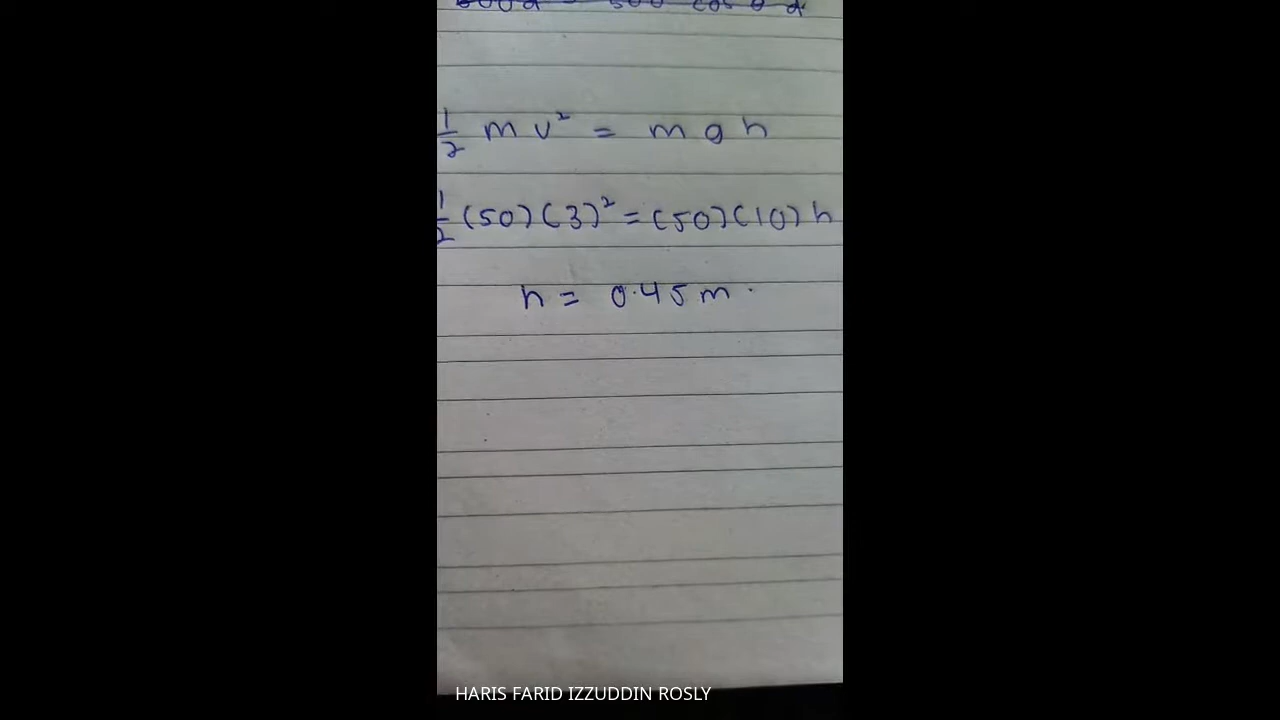 ½ m v² = m g h
½ (50) (3)² = (50) (10) h
h = 0.45 m.
HARIS FARID IZZUDDIN ROSLY